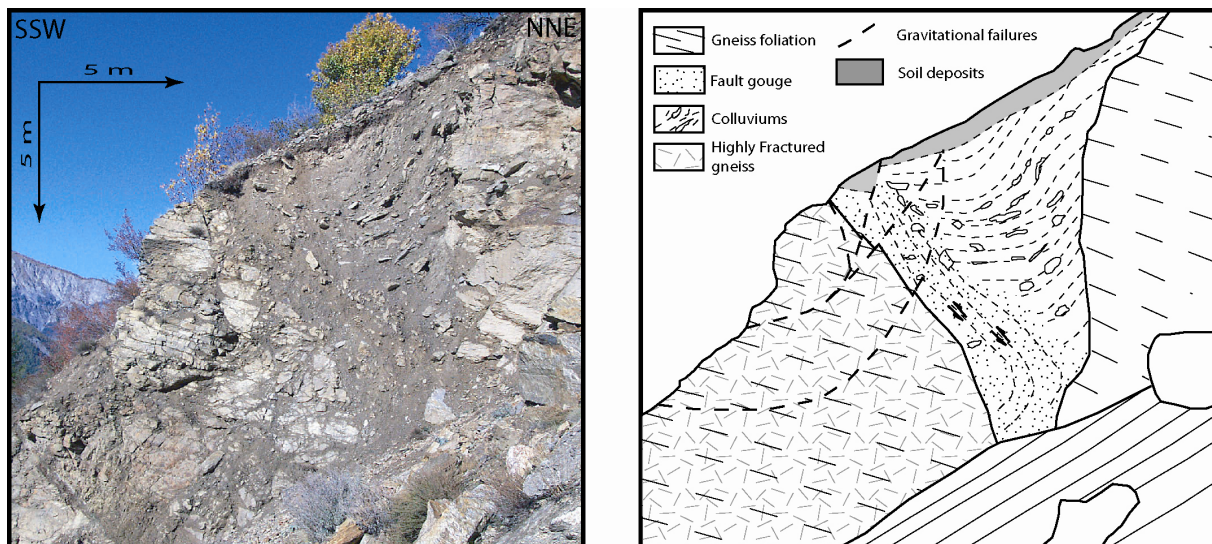 SSW
NNE
5 m
5 m
Gneiss foliation
Fault gouge
Colluviums
Highly Fractured
gneiss
Gravitational failures
Soil deposits